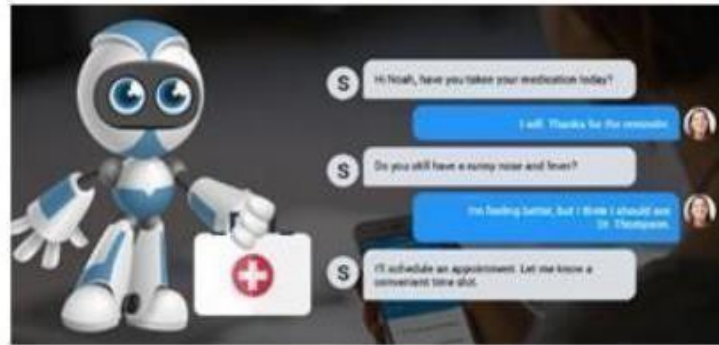 S
Hi Noah, have you taken your medication today?
I will. Thanks for the reminder.
S
Do you still have a runny nose and fever?
I'm feeling better, but I think I should see
Dr. Thompson.
S
I'll schedule an appointment. Let me know a
convenient time slot.